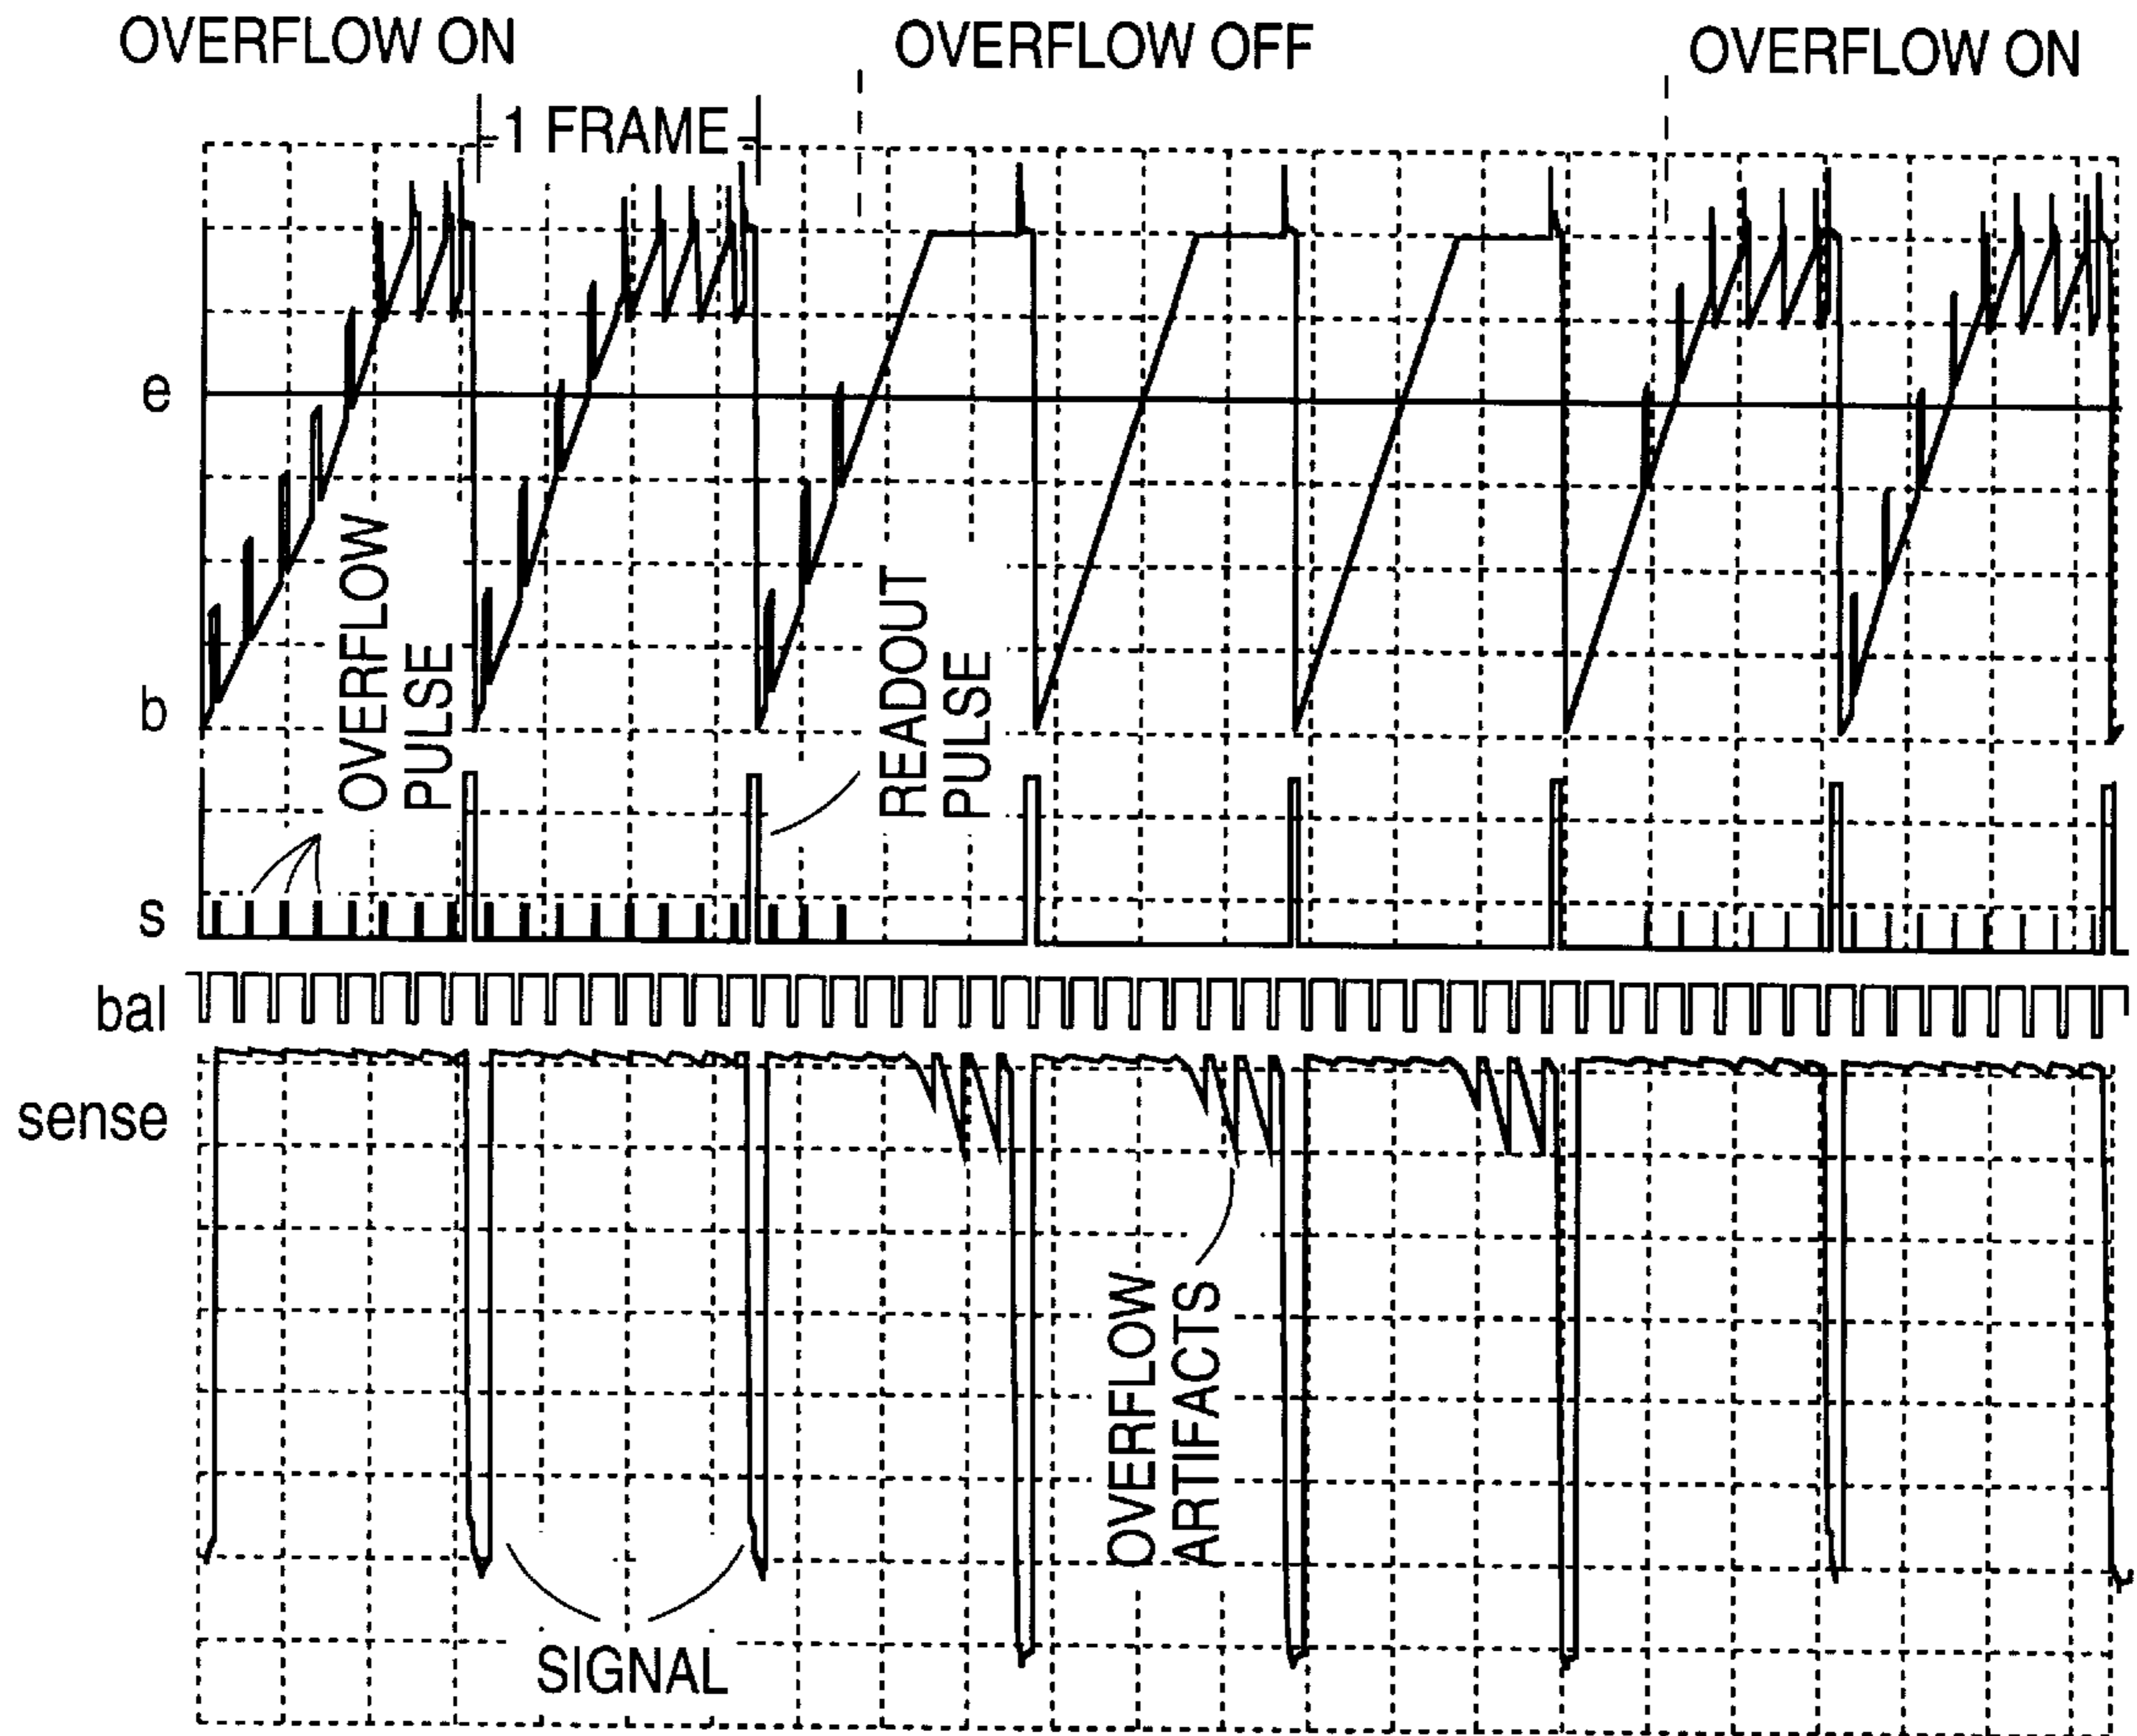 OVERFLOW ON
OVERFLOW OFF
OVERFLOW ON
1 FRAME
e
b
OVERFLOW
PULSE
READOUT
PULSE
s
bal
sense
OVERFLOW
ARTIFACTS
SIGNAL